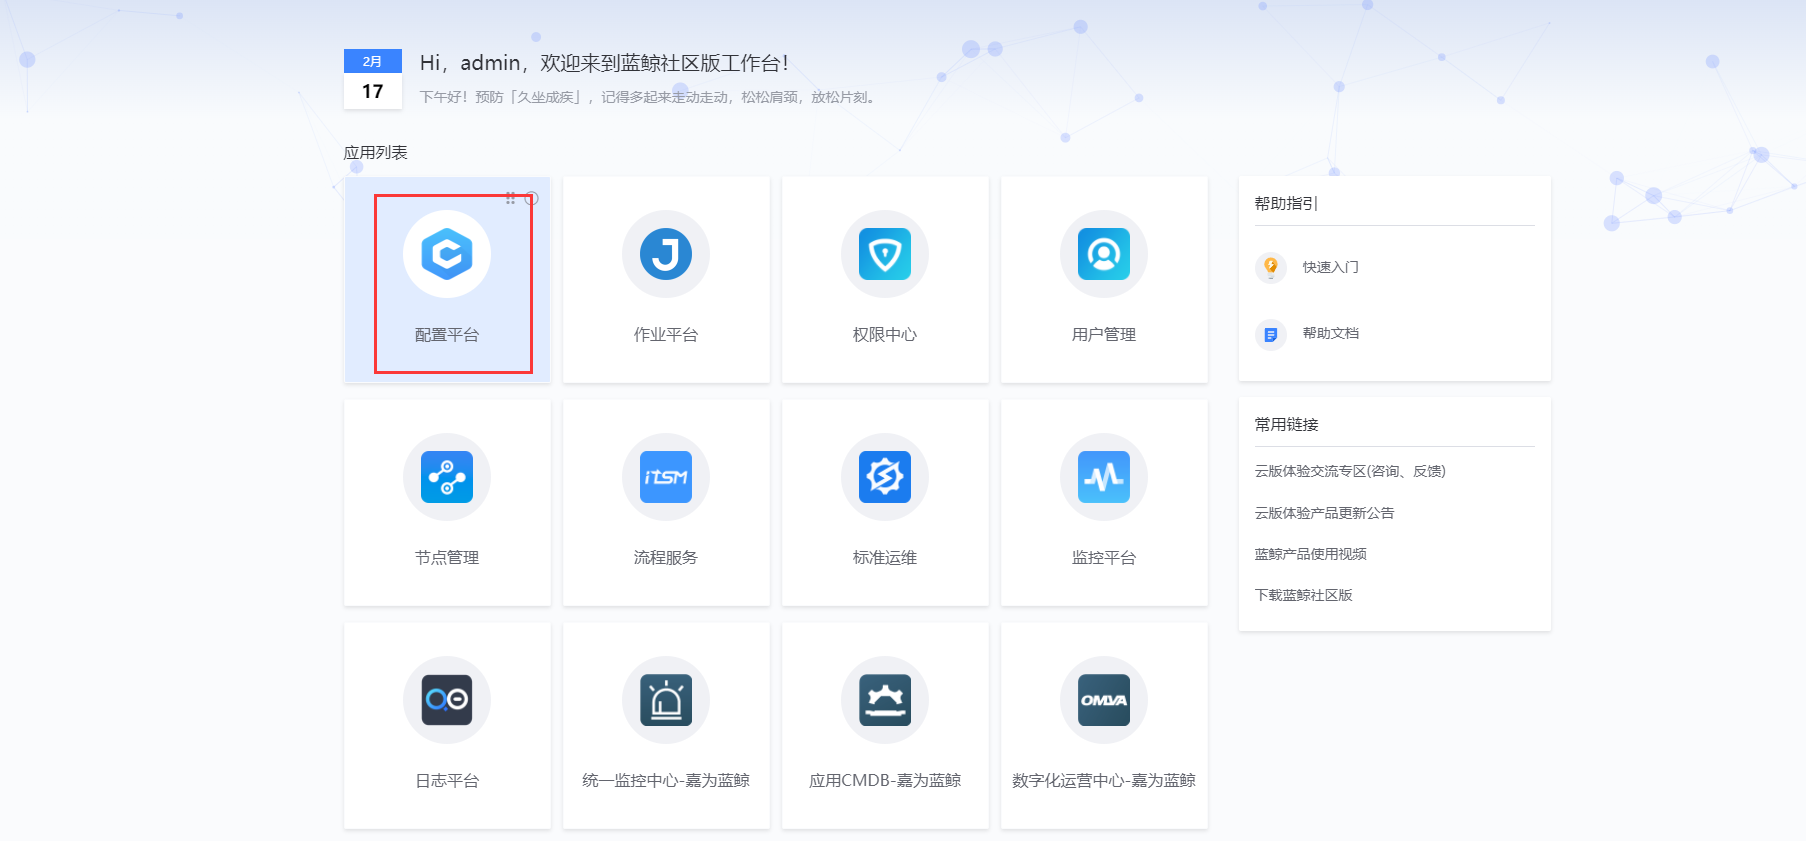 2月
17
Hi，admin，欢迎来到蓝鲸社区版工作台！
下午好！预防「久坐成疾」，记得多起来走动走动，松松肩颈，放松片刻。
应用列表
配置平台
J
作业平台
权限中心
用户管理
节点管理
iTSM
流程服务
标准运维
监控平台
日志平台
统一监控中心-嘉为蓝鲸
应用CMDB-嘉为蓝鲸
OMVA
数字化运营中心-嘉为蓝鲸
帮助指引
快速入门
帮助文档
常用链接
云版体验交流专区(咨询、反馈)
云版体验产品更新公告
蓝鲸产品使用视频
下载蓝鲸社区版